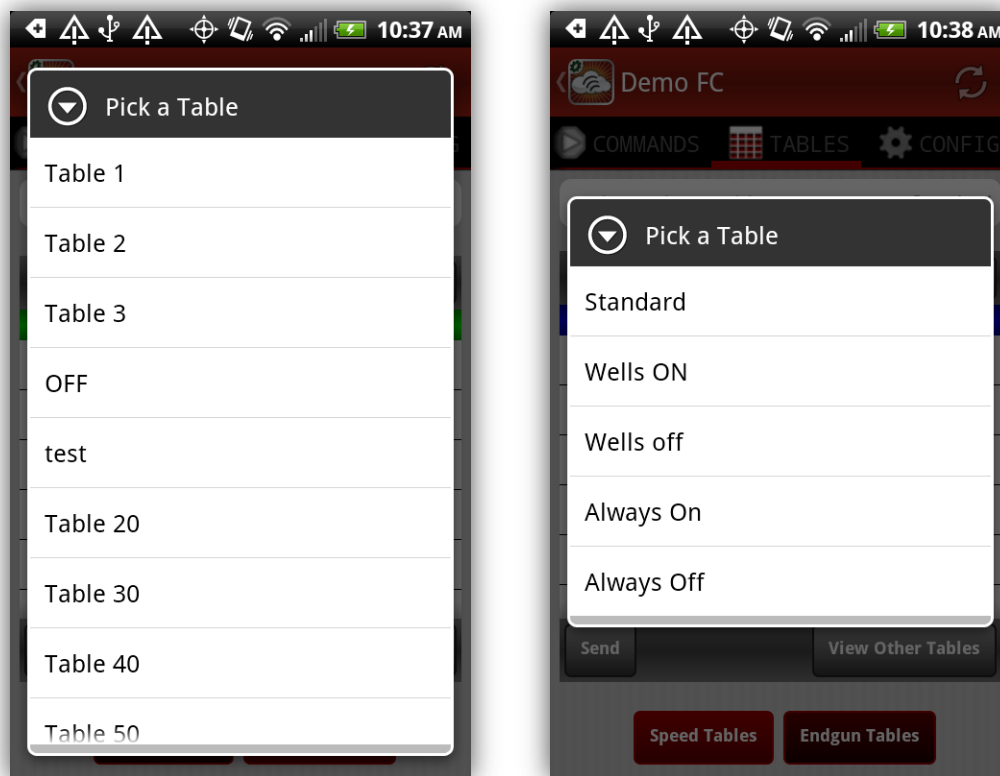 10:37 AM
Pick a Table
Table 1
Table 2
Table 3
OFF
test
Table 20
Table 30
Table 40
Table 50
10:38 AM
Demo FC
COMMANDS
TABLES
CONFIG
Pick a Table
Standard
Wells ON
Wells off
Always On
Always Off
Send
View Other Tables
Speed Tables
Endgun Tables